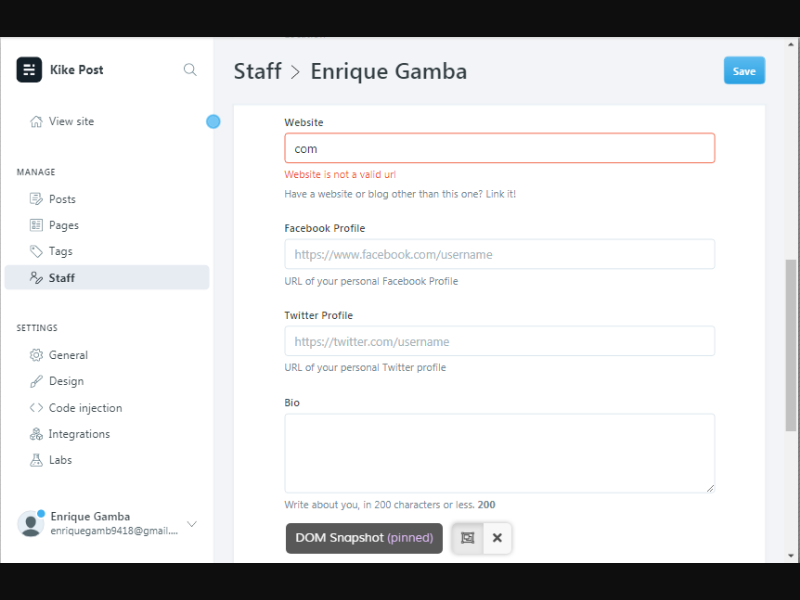 Kike Post
Staff > Enrique Gamba
Save
View site
MANAGE
Posts
Pages
Tags
Staff
SETTINGS
General
Design
Code injection
Integrations
Labs
Enrique Gamba
enriquegamb9418@gmail....
Website
com
Website is not a valid url
Have a website or blog other than this one? Link it!
Facebook Profile
https://www.facebook.com/username
URL of your personal Facebook Profile
Twitter Profile
https://twitter.com/username
URL of your personal Twitter profile
Bio
Write about you, in 200 characters or less. 200
DOM Snapshot (pinned)